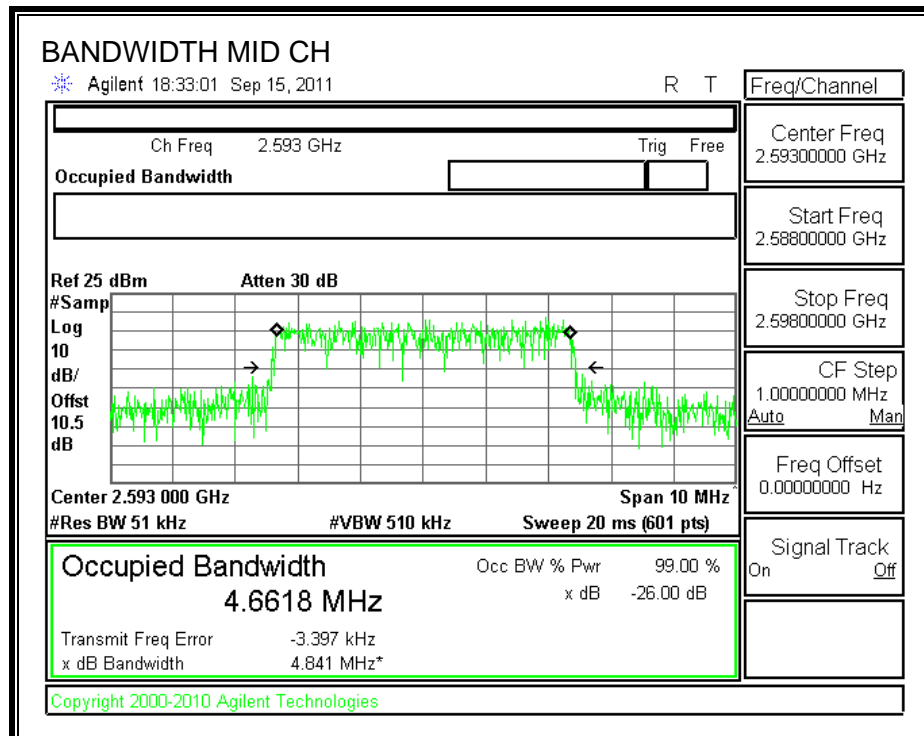 BANDWIDTH MID CH
Agilent 18:33:01 Sep 15, 2011 R T
Freq/Channel
Ch Freq 2.593 GHz Trig Free
Occupied Bandwidth
Center Freq
2.59300000 GHz
Start Freq
2.58800000 GHz
Stop Freq
2.59800000 GHz
CF Step
1.00000000 MHz
Auto Man
Freq Offset
0.00000000 Hz
Signal Track
On Off
Ref 25 dBm Atten 30 dB
#Samp
Log
10
dB/
Offst
10.5
dB
Center 2.593 000 GHz Span 10 MHz
#Res BW 51 kHz #VBW 510 kHz Sweep 20 ms (601 pts)
Occupied Bandwidth Occ BW % Pwr 99.00 %
4.6618 MHz x dB -26.00 dB
Transmit Freq Error -3.397 kHz
x dB Bandwidth 4.841 MHz*
Copyright 2000-2010 Agilent Technologies